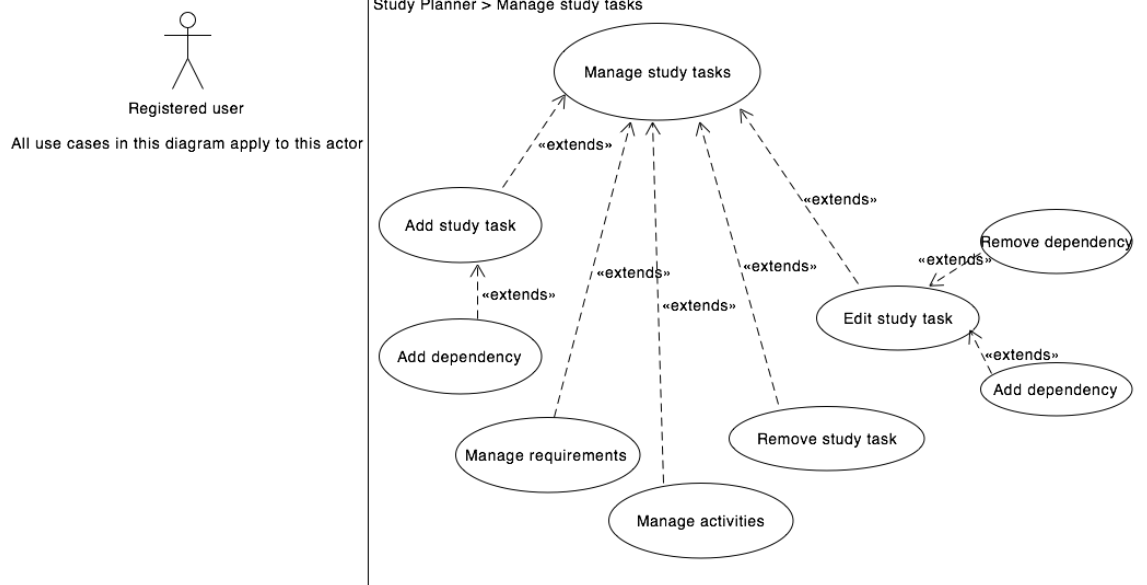 Study Planner > Manage study tasks
Registered user
All use cases in this diagram apply to this actor
Manage study tasks
«extends»
«extends»
Add study task
Remove dependency
«extends»
«extends»
«extends»
«extends»
«extends»
Edit study task
Add dependency
«extends»
Add dependency
Remove study task
Manage requirements
Manage activities